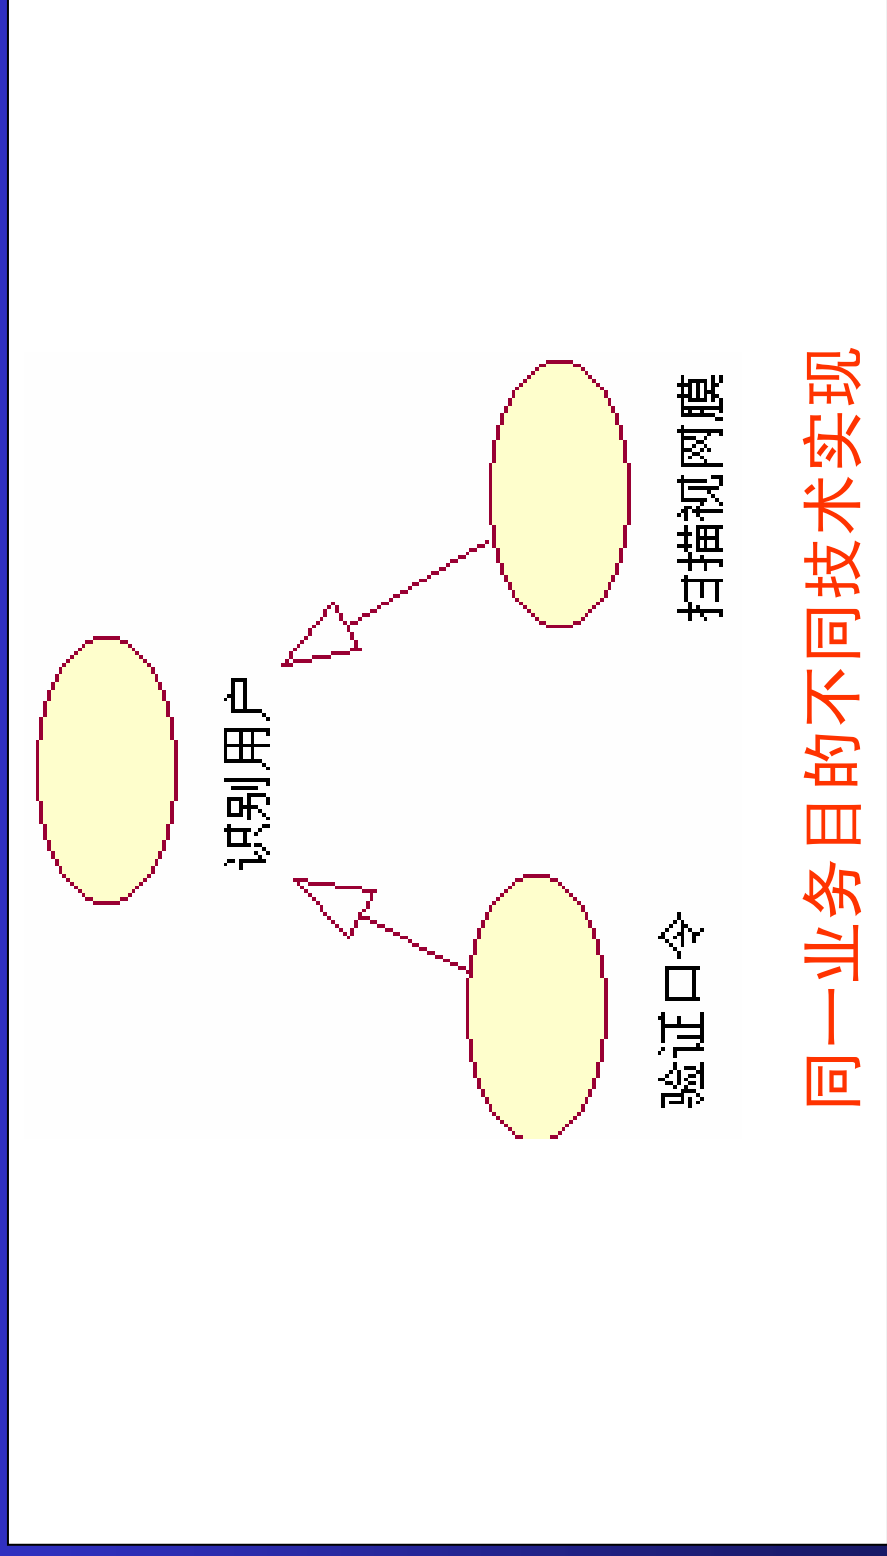 识别用户
验证口令
扫描视网膜
同一业务目的不同技术实现